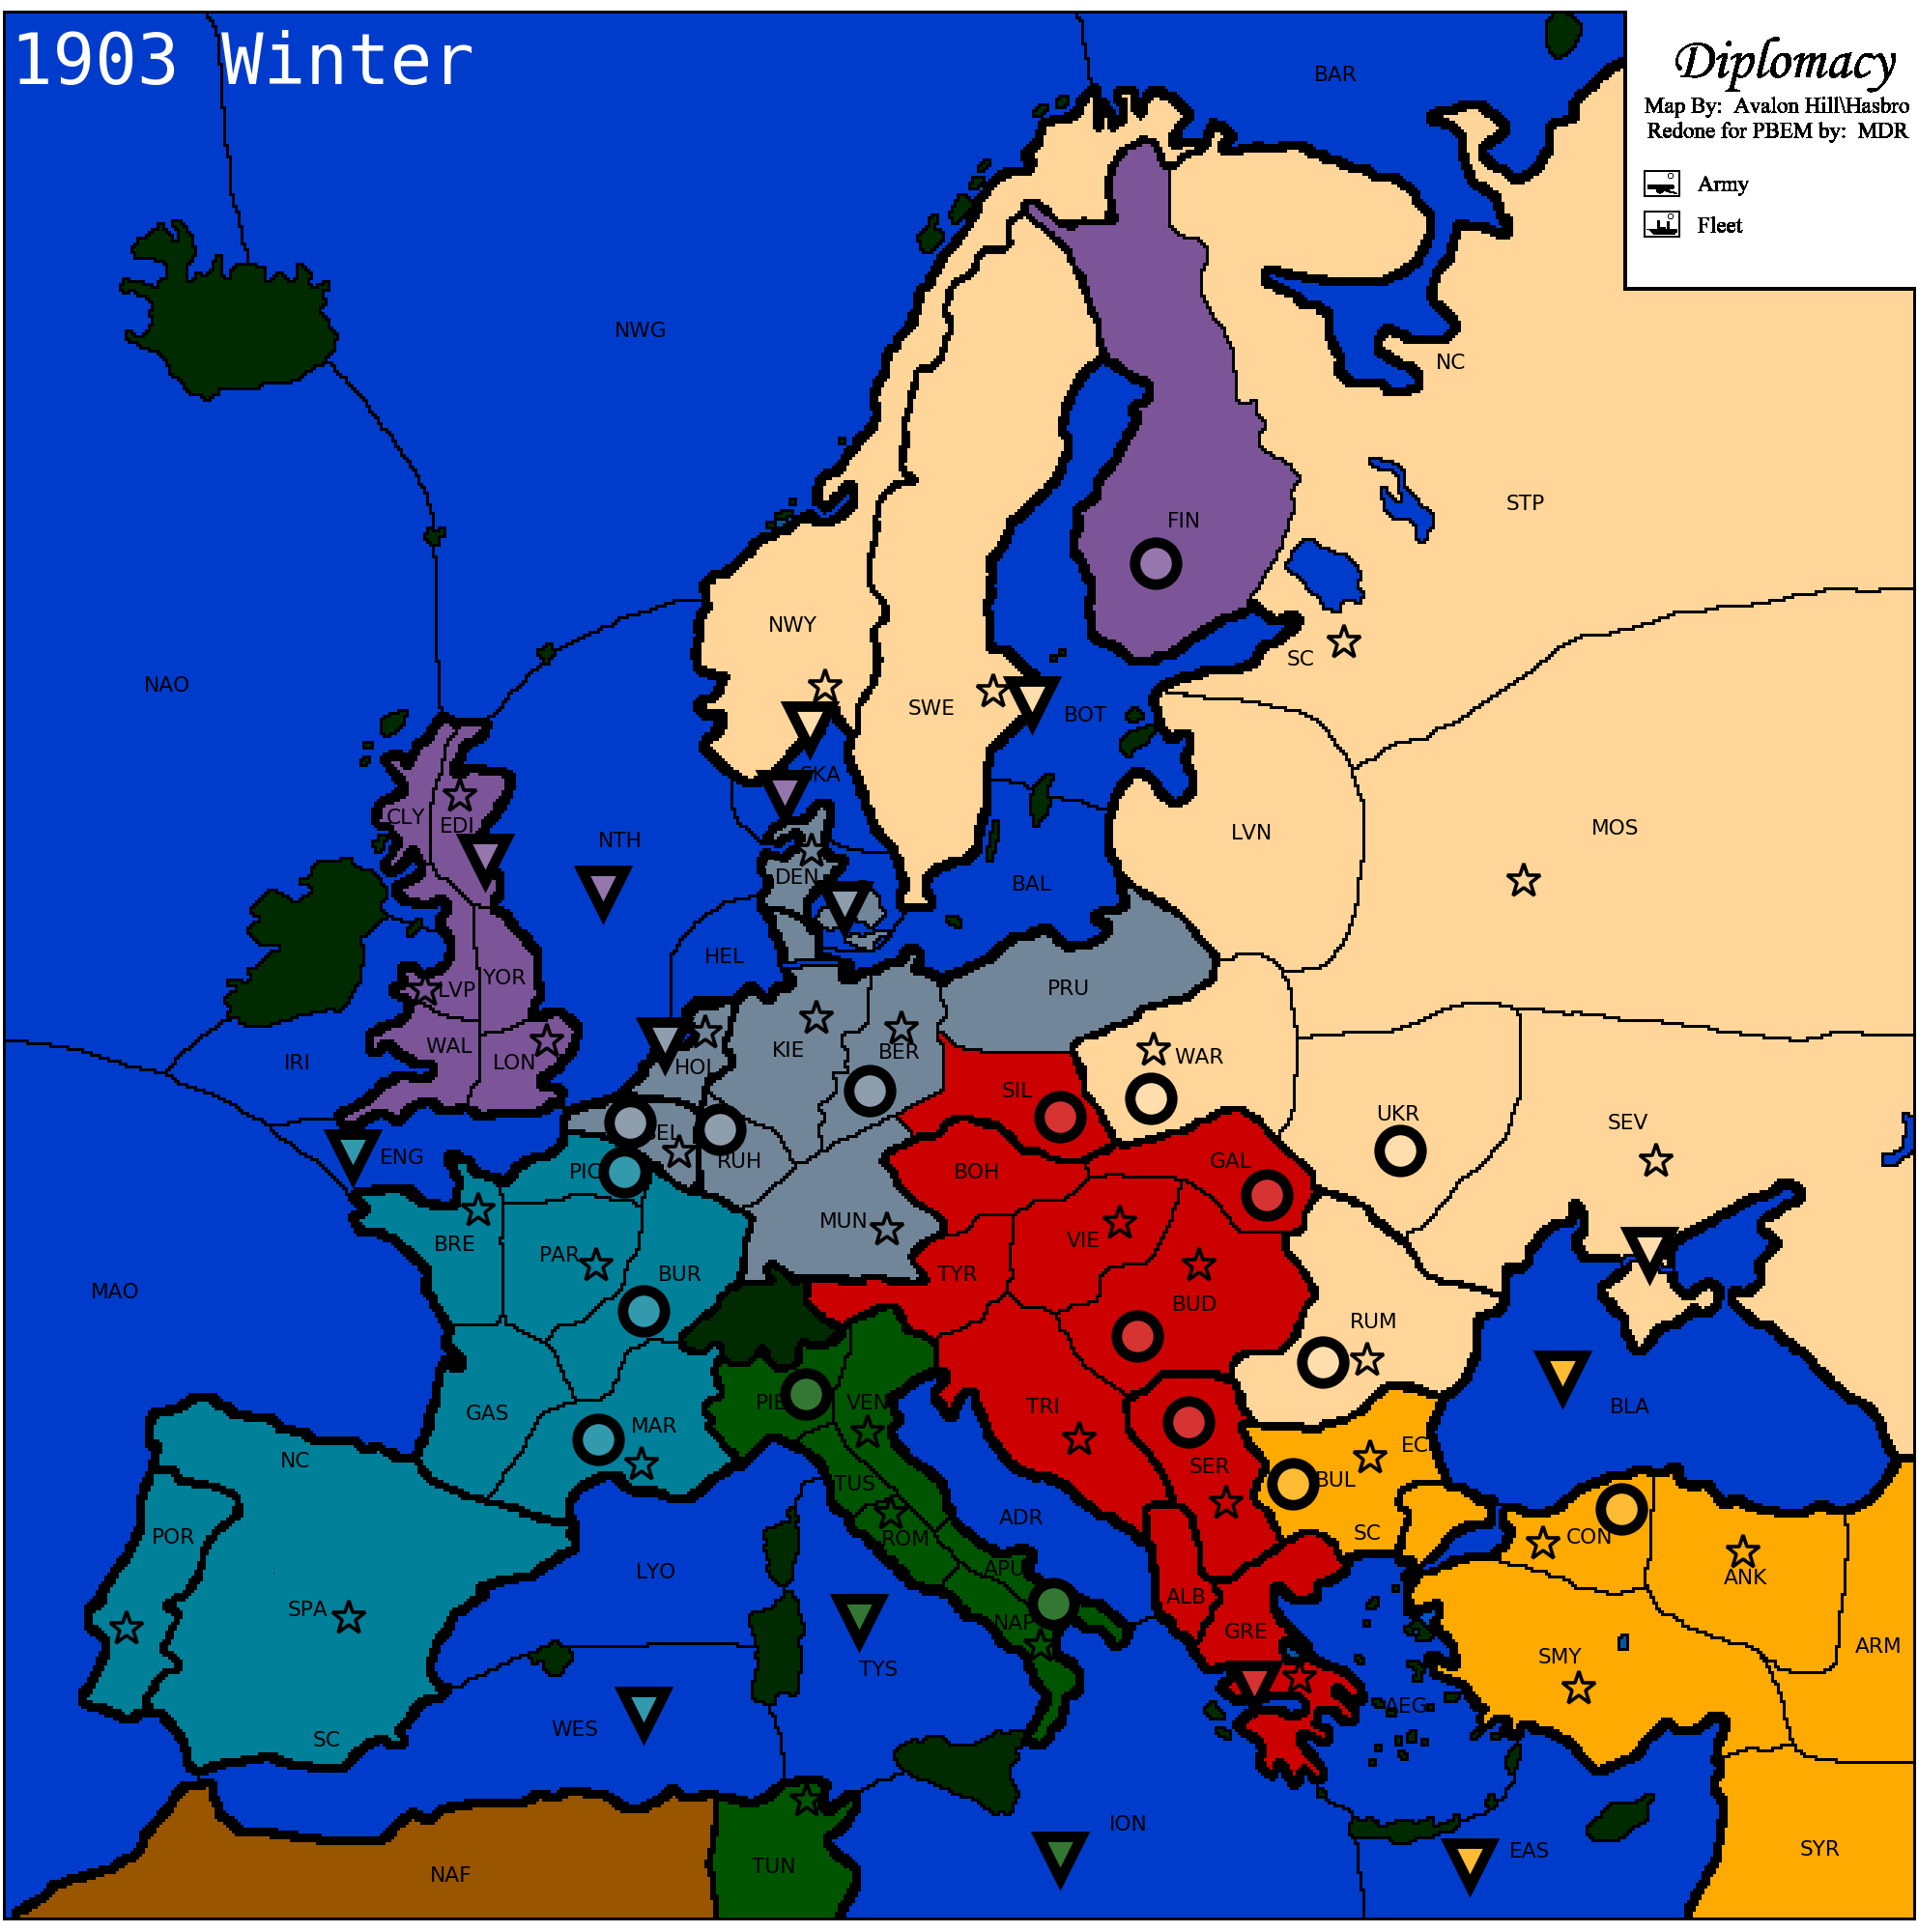 1903 Winter
Diplomacy
Map By: Avalon Hill\Hasbro
Redone for PBEM by: MDR
Army
Fleet
BAR
NWG
NC
STP
FIN
NWY
SC
NAO
SWE
BOT
SKA
CLY
EDI
NTH
LVN
MOS
DEN
BAL
HEL
YOR
LVP
PRU
WAL
LON
IRI
HOL
KIE
BER
WAR
SIL
UKR
SEV
ENG
PIC
BEL
RUH
BOH
GAL
MUN
BRE
PAR
VIE
BUR
TYR
MAO
BUD
RUM
GAS
PIE
VEN
TRI
BLA
MAR
NC
EC
SER
BUL
TUS
POR
ADR
SC
CON
ROM
LYO
APU
ANK
ALB
SPA
NAP
GRE
ARM
SMY
TYS
AEG
WES
SC
ION
EAS
SYR
TUN
NAF